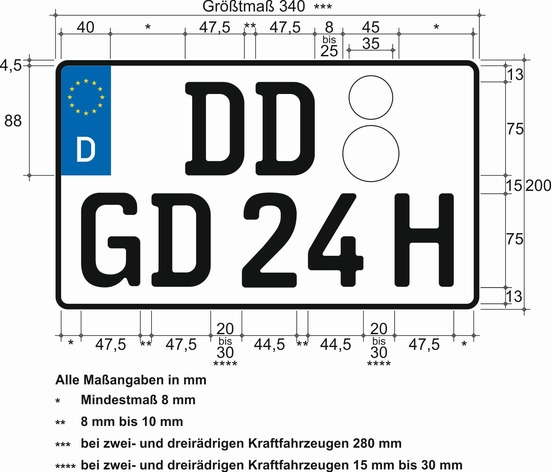 Größtmaß 340 ***
40 * 47,5 ** 47,5 8 45 *
bis 35
25
4,5
13
88
DD
75
D
15 200
GD 24 H
75
13
* 47,5 ** 47,5 20 44,5 ** 44,5 20 47,5 *
bis bis
30 30
**** ****
Alle Maßangaben in mm
* Mindestmaß 8 mm
** 8 mm bis 10 mm
*** bei zwei- und dreirädrigen Kraftfahrzeugen 280 mm
**** bei zwei- und dreirädrigen Kraftfahrzeugen 15 mm bis 30 mm